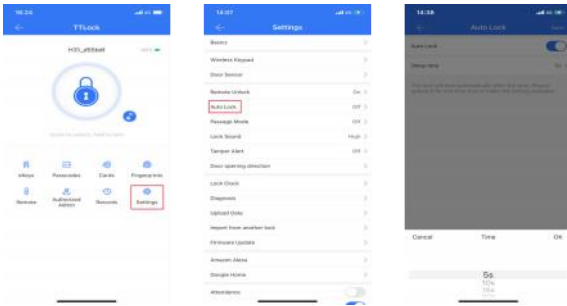 16:24
TTLock
eKeys
Passcodes
Cards
Fingerprints
Remote
Authorized
Admin
Records
Settings
14:07
Settings
Basics
Wireless Keypad
Door Sensor
Remote Unlock On
Auto Lock Off
Passage Mode Off
Lock Sound High
Tamper Alert Off
Door opening direction
Lock Clock
Diagnosis
Upload Data
Import from another lock
Firmware Update
Amazon Alexa
Google Home
Attendance
14:38
Auto Lock
Auto Lock
Delay time
Cancel Time OK
5s
10s
15s